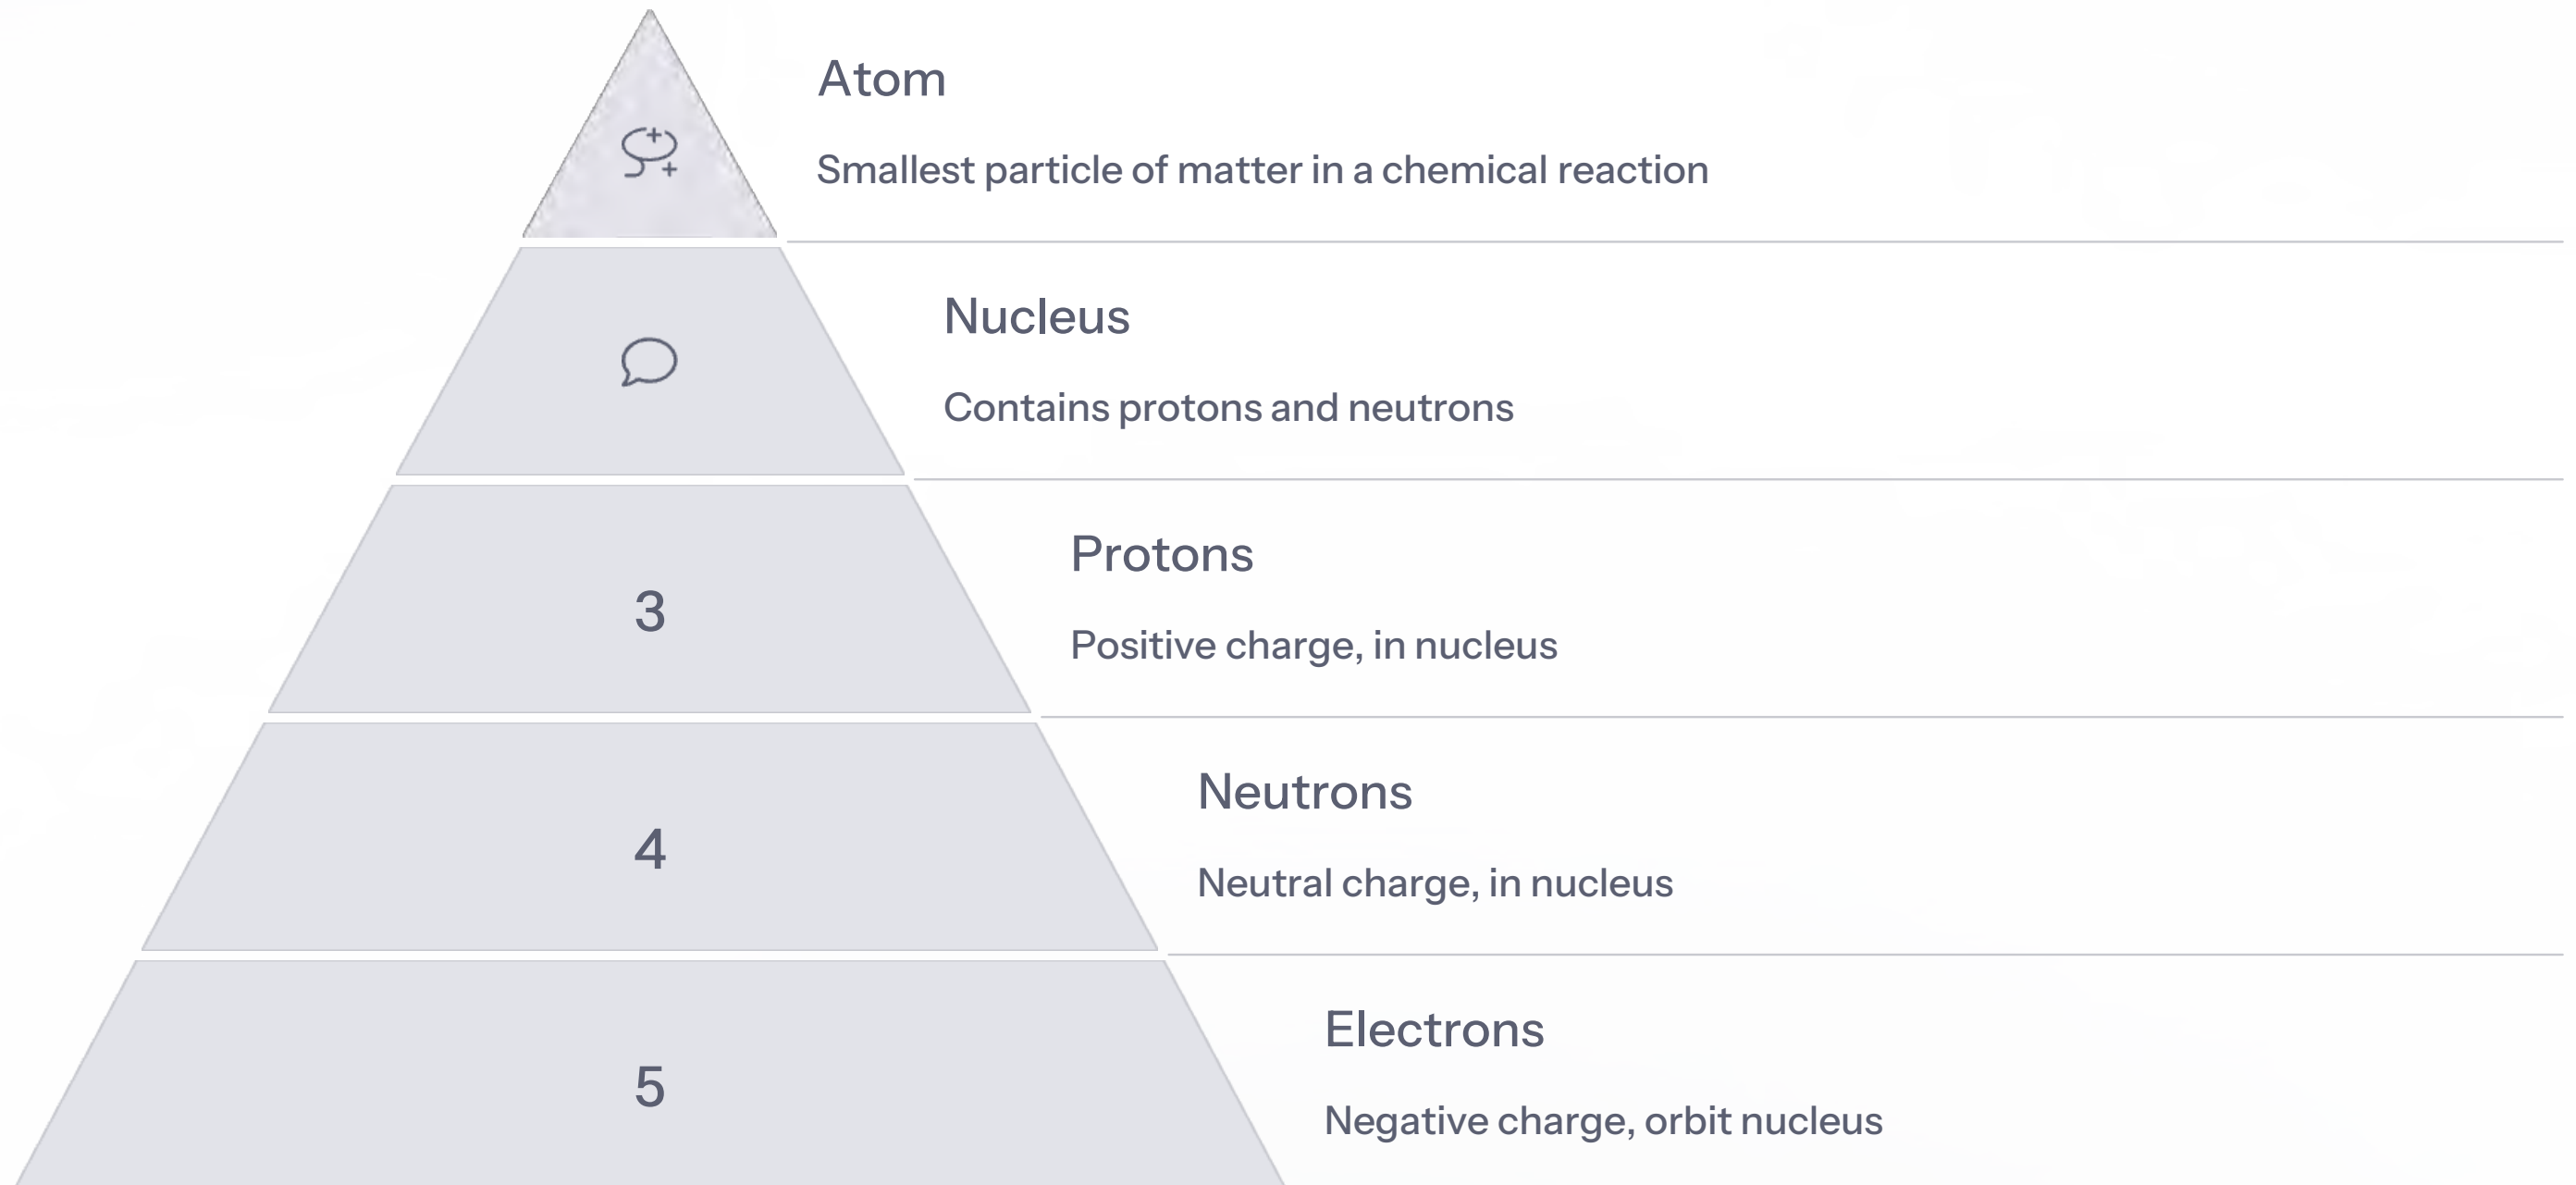 Atom
Smallest particle of matter in a chemical reaction
Nucleus
Contains protons and neutrons
3
Protons
Positive charge, in nucleus
4
Neutrons
Neutral charge, in nucleus
5
Electrons
Negative charge, orbit nucleus